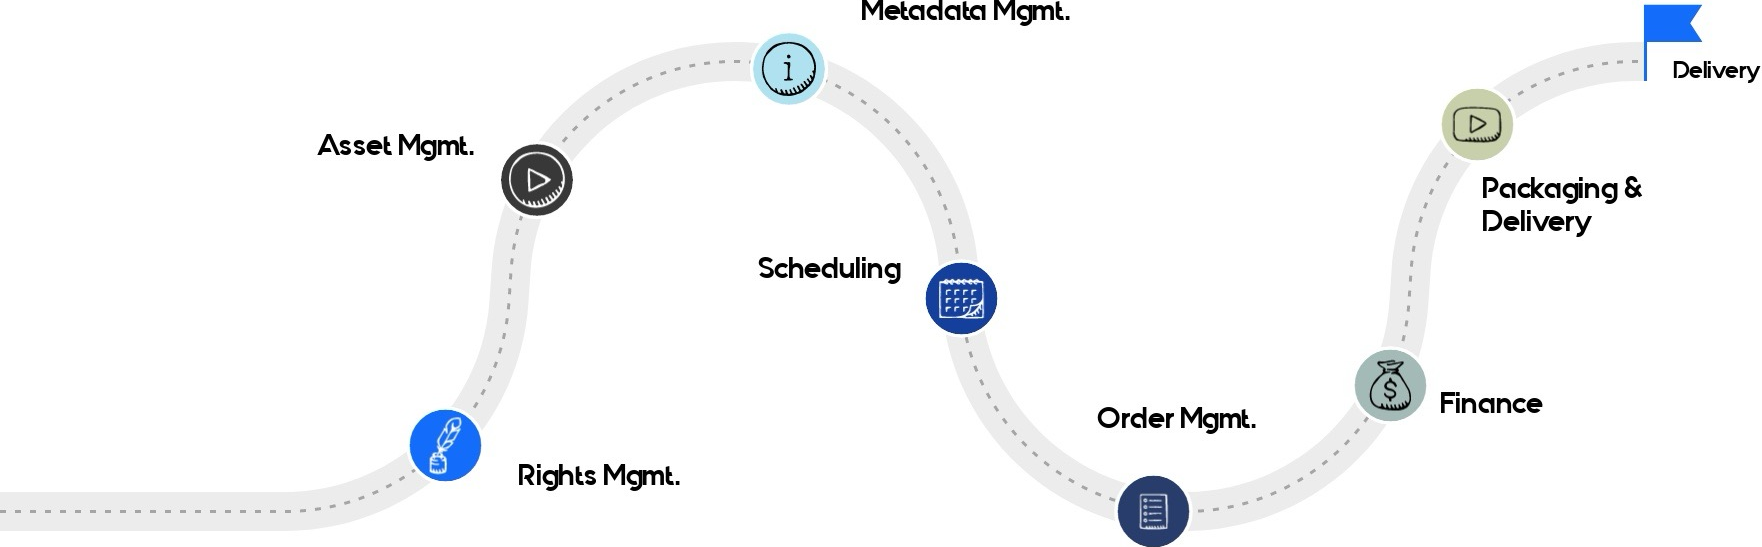 Metadata Mgmt.
Delivery
Asset Mgmt.
Packaging &
Delivery
Scheduling
Order Mgmt.
Finance
Rights Mgmt.